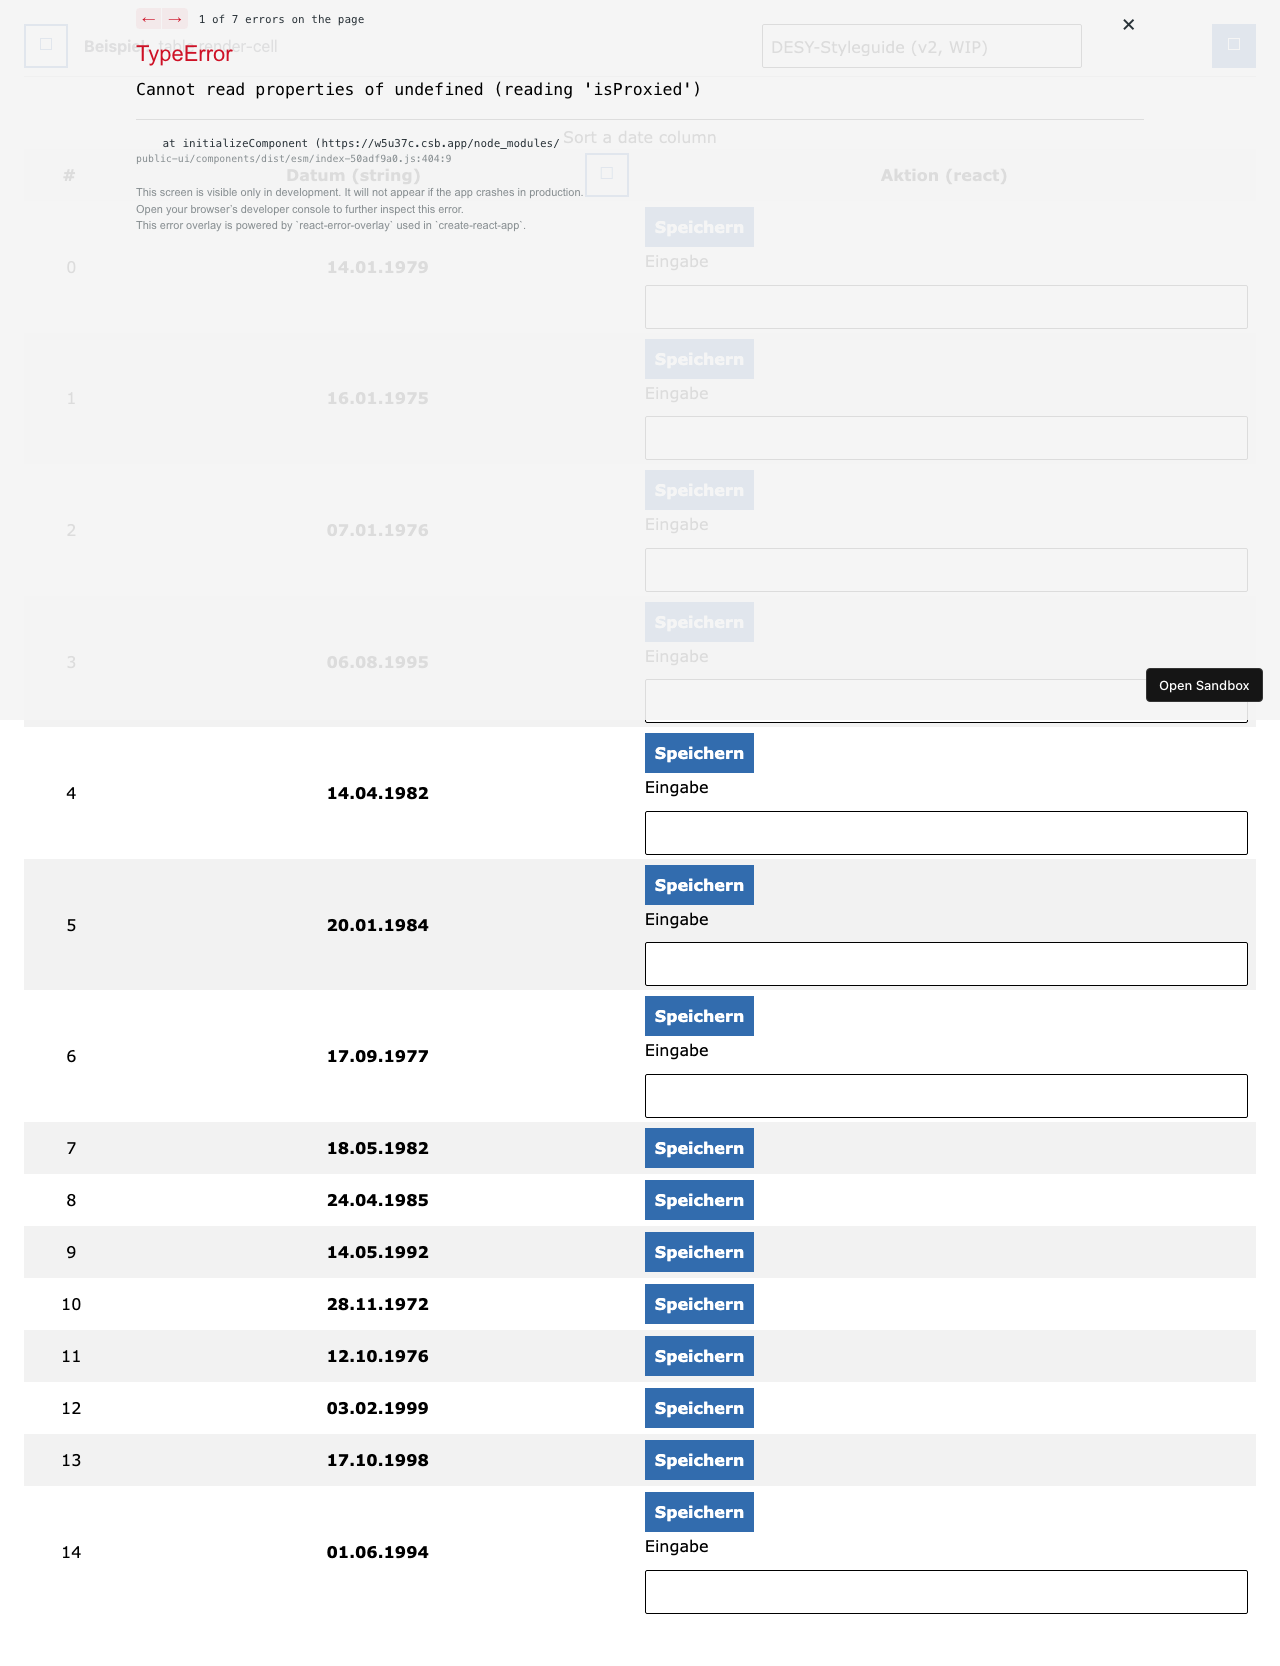 ← → 1 of 7 errors on the page
TypeError
Beispiel table render-cell
DESY-Styleguide (v2, WIP)
Cannot read properties of undefined (reading 'isProxied')
Sort a date column
at initializeComponent (https://w5u37c.csb.app/node_modules/
public-ui/components/dist/esm/index-50adf9a0.js:404:9
# Datum (string) Aktion (react)
This screen is visible only in development. It will not appear if the app crashes in production.
Open your browser’s developer console to further inspect this error.
This error overlay is powered by `react-error-overlay` used in `create-react-app`.
Speichern
Eingabe
0 14.01.1979
Speichern
Eingabe
1 16.01.1975
Speichern
Eingabe
2 07.01.1976
Speichern
Eingabe
3 06.08.1995
Open Sandbox
Speichern
Eingabe
4 14.04.1982
Speichern
Eingabe
5 20.01.1984
Speichern
Eingabe
6 17.09.1977
7 18.05.1982 Speichern
8 24.04.1985 Speichern
9 14.05.1992 Speichern
10 28.11.1972 Speichern
11 12.10.1976 Speichern
12 03.02.1999 Speichern
13 17.10.1998 Speichern
Speichern
Eingabe
14 01.06.1994